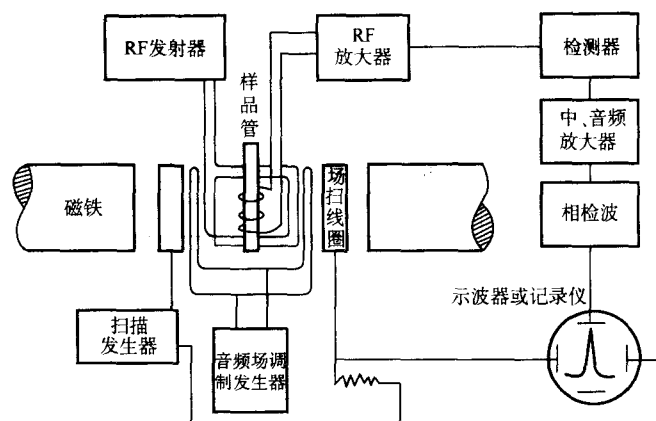 RF发射器
RF
放大器
检测器
样
品
管
中、音频
放大器
磁铁
场
扫
线
圈
相检波
示波器或记录仪
扫描
发生器
音频场调
制发生器